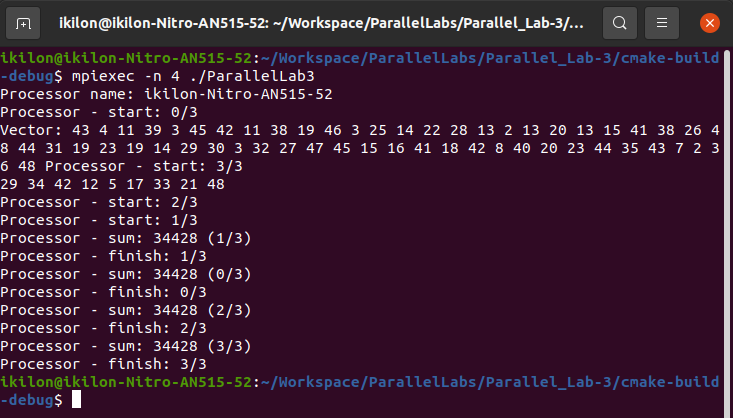 ikilon@ikilon-Nitro-AN515-52: ~/Workspace/ParallelLabs/Parallel_Lab-3/…
ikilon@ikilon-Nitro-AN515-52:~/Workspace/ParallelLabs/Parallel_Lab-3/cmake-build
-debug$ mpiexec -n 4 ./ParallelLab3
Processor name: ikilon-Nitro-AN515-52
Processor - start: 0/3
Vector: 43 4 11 39 3 45 42 11 38 19 46 3 25 14 22 28 13 2 13 20 13 15 41 38 26 4
8 44 31 19 23 19 14 29 30 3 32 27 47 45 15 16 41 18 42 8 40 20 23 44 35 43 7 2 3
6 48 Processor - start: 3/3
29 34 42 12 5 17 33 21 48
Processor - start: 2/3
Processor - start: 1/3
Processor - sum: 34428 (1/3)
Processor - finish: 1/3
Processor - sum: 34428 (0/3)
Processor - finish: 0/3
Processor - sum: 34428 (2/3)
Processor - finish: 2/3
Processor - sum: 34428 (3/3)
Processor - finish: 3/3
ikilon@ikilon-Nitro-AN515-52:~/Workspace/ParallelLabs/Parallel_Lab-3/cmake-build
-debug$